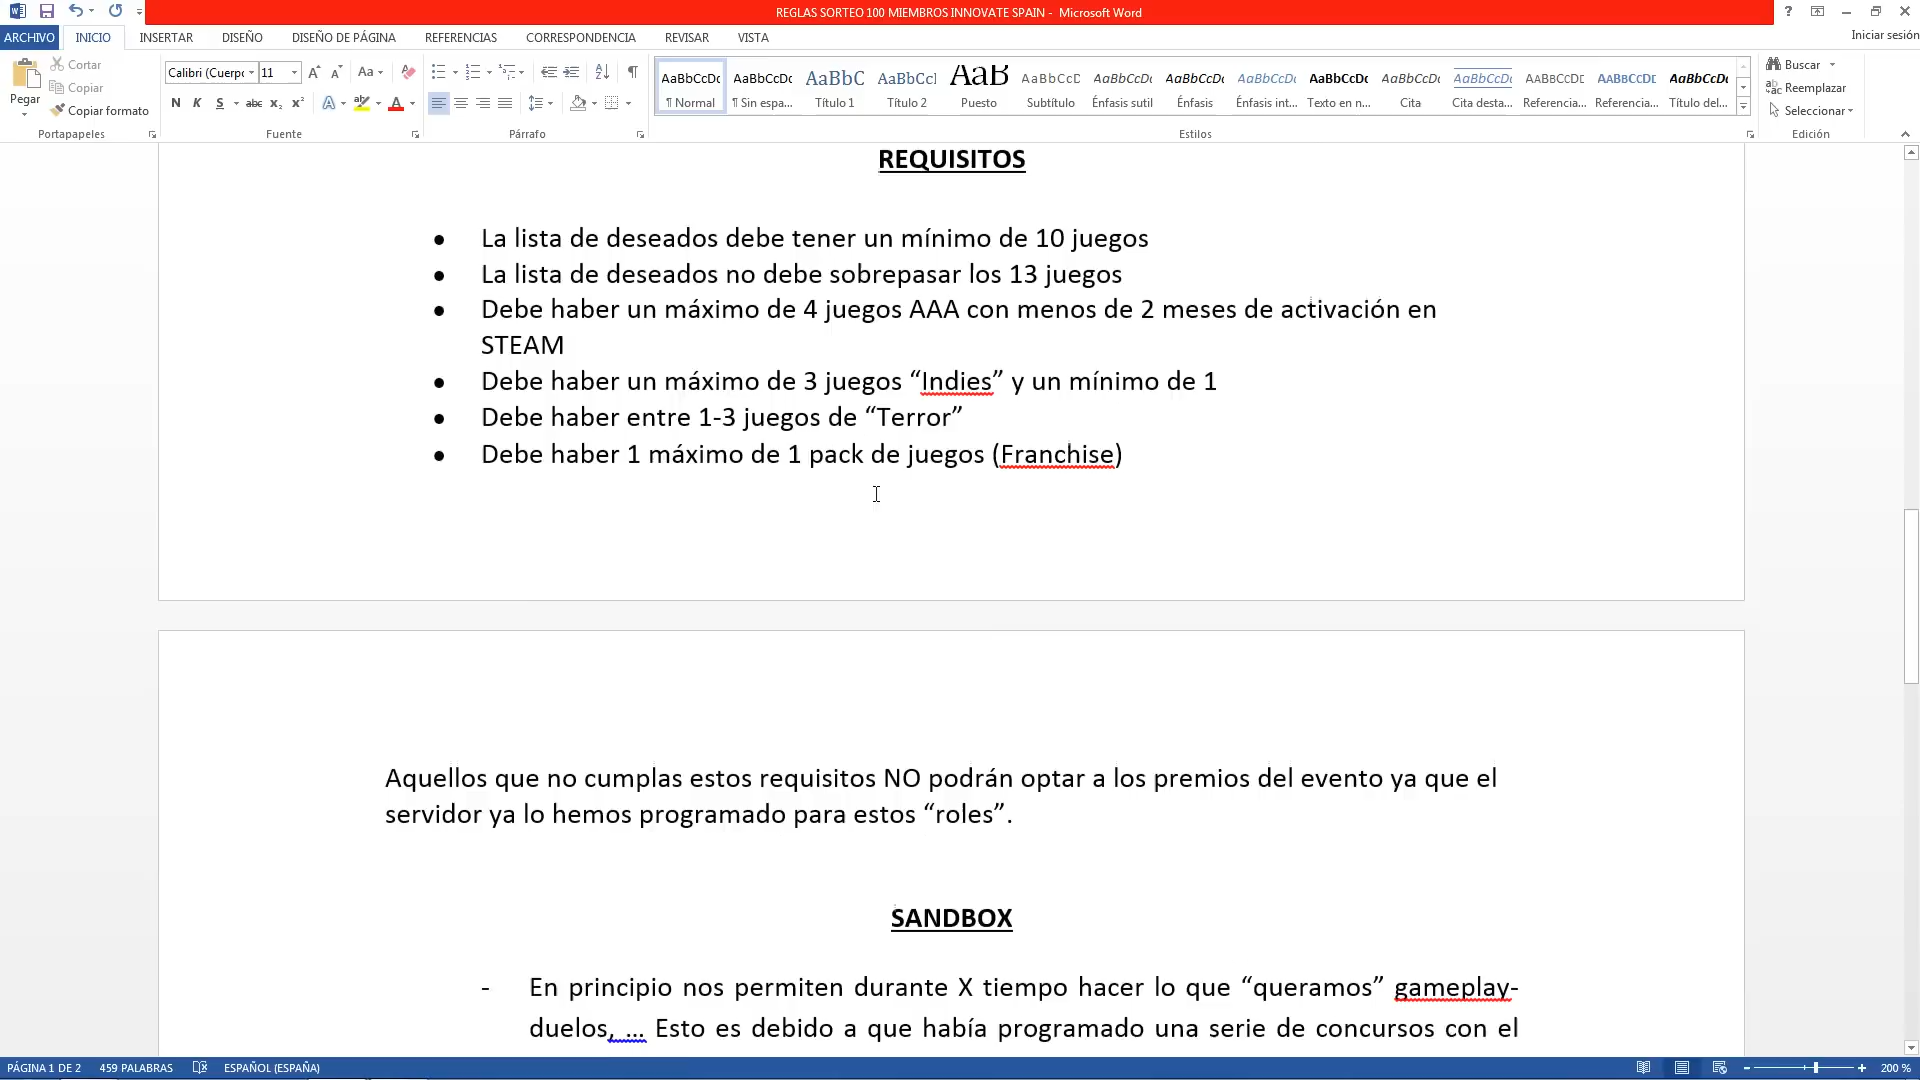 REGLAS SORTEO 100 MIEMBROS INNOVATE SPAIN - Microsoft Word
ARCHIVO INICIO INSERTAR DISEÑO DISEÑO DE PÁGINA REFERENCIAS CORRESPONDENCIA REVISAR VISTA Iniciar sesión
Pegar
Cortar
Copiar
Copiar formato
Portapapeles
Calibri (Cuerpo 11
N K S abc x₂ x²
Fuente
Párrafo
AaBbCcDc AaBbCcDc AaBbC AaBbCcI AaB AaBbCcD AaBbCcDc AaBbCcDc AaBbCcDc AaBbCcDc AaBbCcDc AaBbCcDc AABBCCDE AABBCCDE AaBbCcDc
¶ Normal ¶ Sin espa... Título 1 Título 2 Puesto Subtítulo Énfasis sutil Énfasis Énfasis int... Texto en n... Cita Cita desta... Referencia... Referencia... Título del...
Estilos
Buscar
Reemplazar
Seleccionar
Edición
REQUISITOS
● La lista de deseados debe tener un mínimo de 10 juegos
● La lista de deseados no debe sobrepasar los 13 juegos
● Debe haber un máximo de 4 juegos AAA con menos de 2 meses de activación en
STEAM
● Debe haber un máximo de 3 juegos “Indies” y un mínimo de 1
● Debe haber entre 1-3 juegos de “Terror”
● Debe haber 1 máximo de 1 pack de juegos (Franchise)
Aquellos que no cumplas estos requisitos NO podrán optar a los premios del evento ya que el
servidor ya lo hemos programado para estos “roles”.
SANDBOX
- En principio nos permiten durante X tiempo hacer lo que “queramos” gameplay-
duelos, ... Esto es debido a que había programado una serie de concursos con el
PÁGINA 1 DE 2 459 PALABRAS ESPAÑOL (ESPAÑA) 200 %